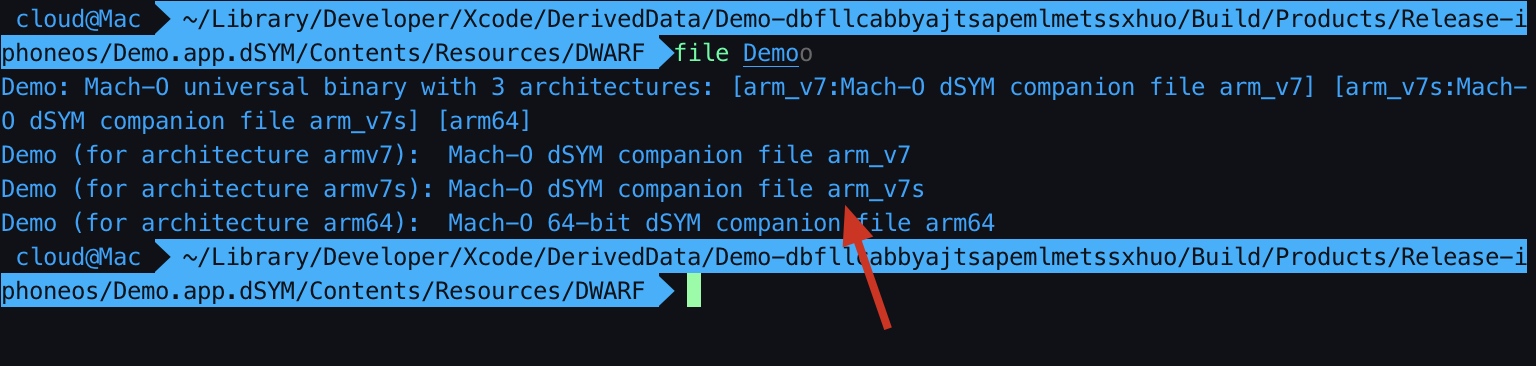 cloud@Mac ~/Library/Developer/Xcode/DerivedData/Demo-dbfllcabbyajtsapemlmetssxhuo/Build/Products/Release-i
phoneos/Demo.app.dSYM/Contents/Resources/DWARF file Demoo
Demo: Mach-O universal binary with 3 architectures: [arm_v7:Mach-O dSYM companion file arm_v7] [arm_v7s:Mach-
O dSYM companion file arm_v7s] [arm64]
Demo (for architecture armv7):  Mach-O dSYM companion file arm_v7
Demo (for architecture armv7s): Mach-O dSYM companion file arm_v7s
Demo (for architecture arm64):  Mach-O 64-bit dSYM companion file arm64
cloud@Mac ~/Library/Developer/Xcode/DerivedData/Demo-dbfllcabbyajtsapemlmetssxhuo/Build/Products/Release-i
phoneos/Demo.app.dSYM/Contents/Resources/DWARF